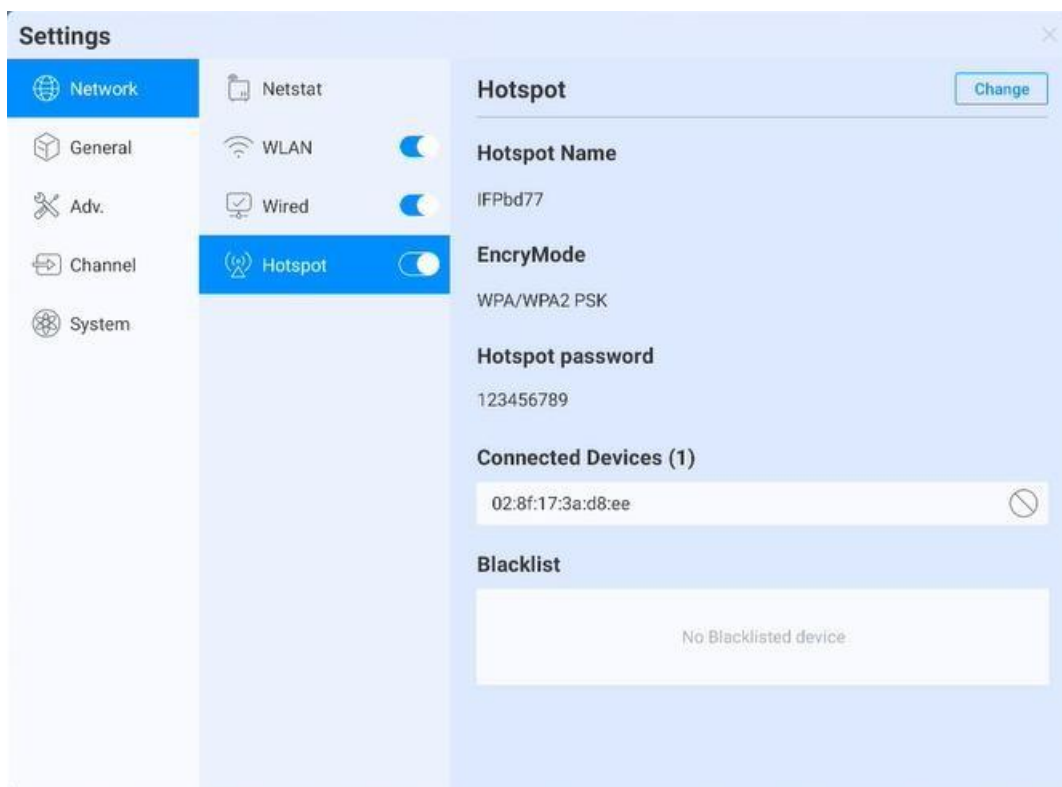 Settings
Network
General
Adv.
Channel
System
Netstat
WLAN
Wired
Hotspot
Hotspot
Change
Hotspot Name
IFPbd77
EncryMode
WPA/WPA2 PSK
Hotspot password
123456789
Connected Devices (1)
02:8f:17:3a:d8:ee
Blacklist
No Blacklisted device